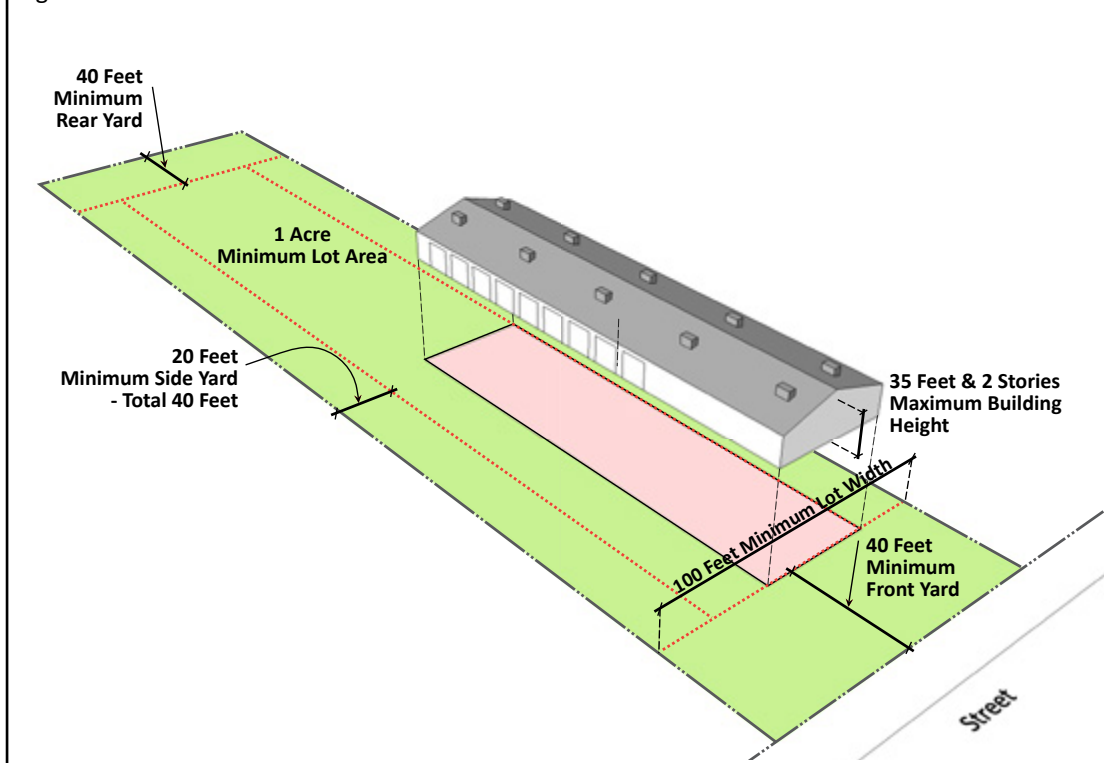 40 Feet
Minimum
Rear Yard
1 Acre
Minimum Lot Area
20 Feet
Minimum Side Yard
- Total 40 Feet
35 Feet & 2 Stories
Maximum Building
Height
100 Feet Minimum Lot Width
40 Feet
Minimum
Front Yard
Street